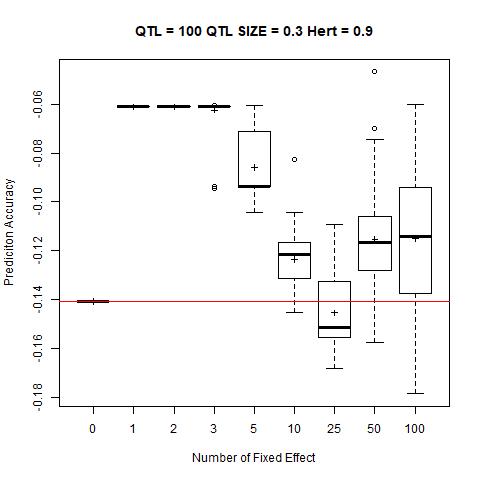 QTL = 100 QTL SIZE = 0.3 Hert = 0.9
Prediciton Accuracy
-0.06
-0.08
-0.10
-0.12
-0.14
-0.16
-0.18
0 1 2 3 5 10 25 50 100
Number of Fixed Effect